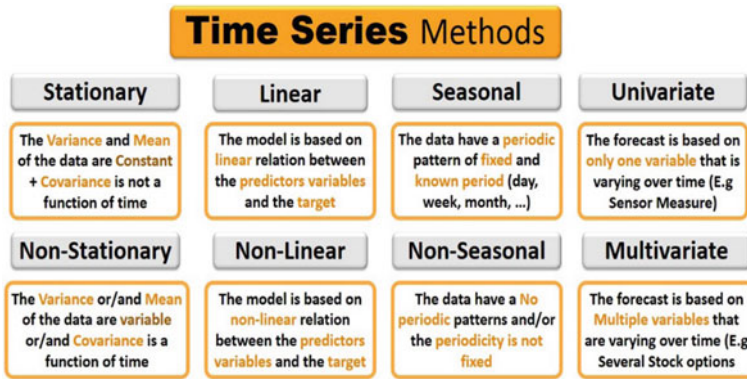 Time Series Methods
Stationary
The Variance and Mean
of the data are Constant
+ Covariance is not a
function of time
Linear
The model is based on
linear relation between
the predictors variables
and the target
Seasonal
The data have a periodic
pattern of fixed and
known period (day,
week, month, ...)
Univariate
The forecast is based on
only one variable that is
varying over time (E.g
Sensor Measure)
Non-Stationary
The Variance or/and Mean
of the data are variable
or/and Covariance is a
function of time
Non-Linear
The model is based on
non-linear relation
between the predictors
variables and the target
Non-Seasonal
The data have a No
periodic patterns and/or
the periodicity is not
fixed
Multivariate
The forecast is based on
Multiple variables that
are varying over time (E.g
Several Stock options